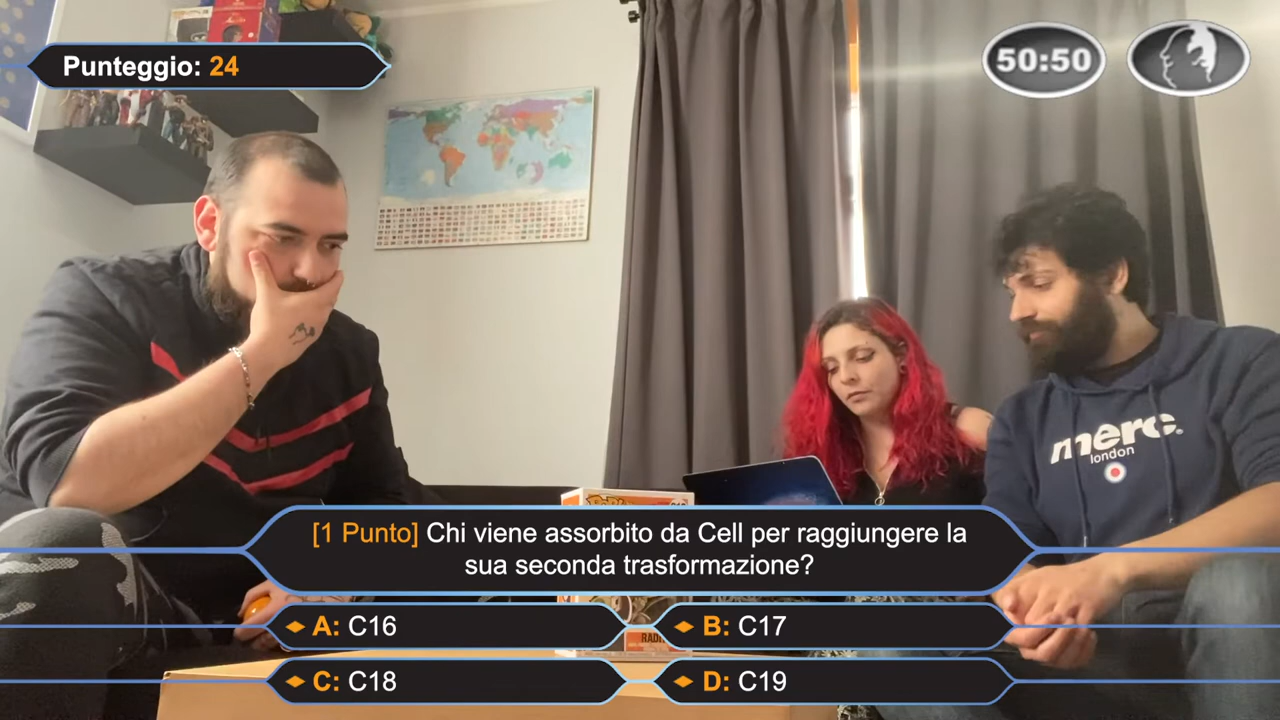 Punteggio: 24
50:50
merc.
london
[1 Punto] Chi viene assorbito da Cell per raggiungere la
sua seconda trasformazione?
A: C16
B: C17
C: C18
D: C19